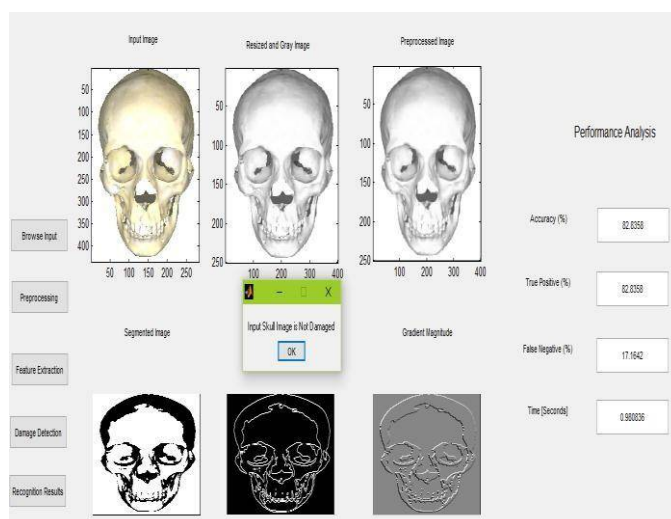 Input Image
Resized and Gray Image
Preprocessed Image
50
100
150
200
250
300
350
400
50 100 150 200 250
50
100
150
200
250
100 200 300 400
50
100
150
200
250
100 200 300 400
Performance Analysis
Browse Input
Preprocessing
Feature Extraction
Damage Detection
Recognition Results
Accuracy (%)
82.8358
True Positive (%)
82.8358
False Negative (%)
17.1642
Time [Seconds]
0.980836
X
Input Skull Image is Not Damaged
OK
Segmented Image
Gradient Magnitude